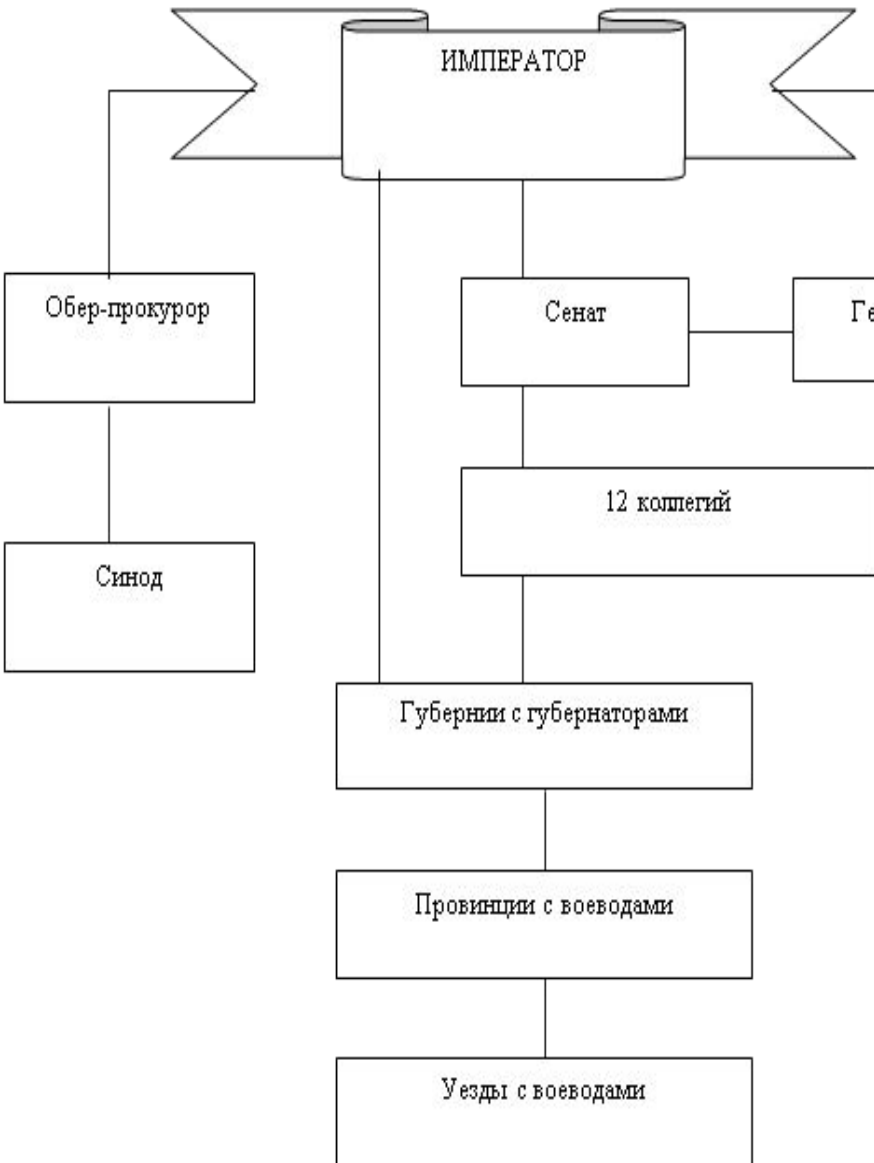 ИМПЕРАТОР
Обер-прокурор
Сенат
12 коллегий
Синод
Губернии с губернаторами
Провинции с воеводами
Уезды с воеводами